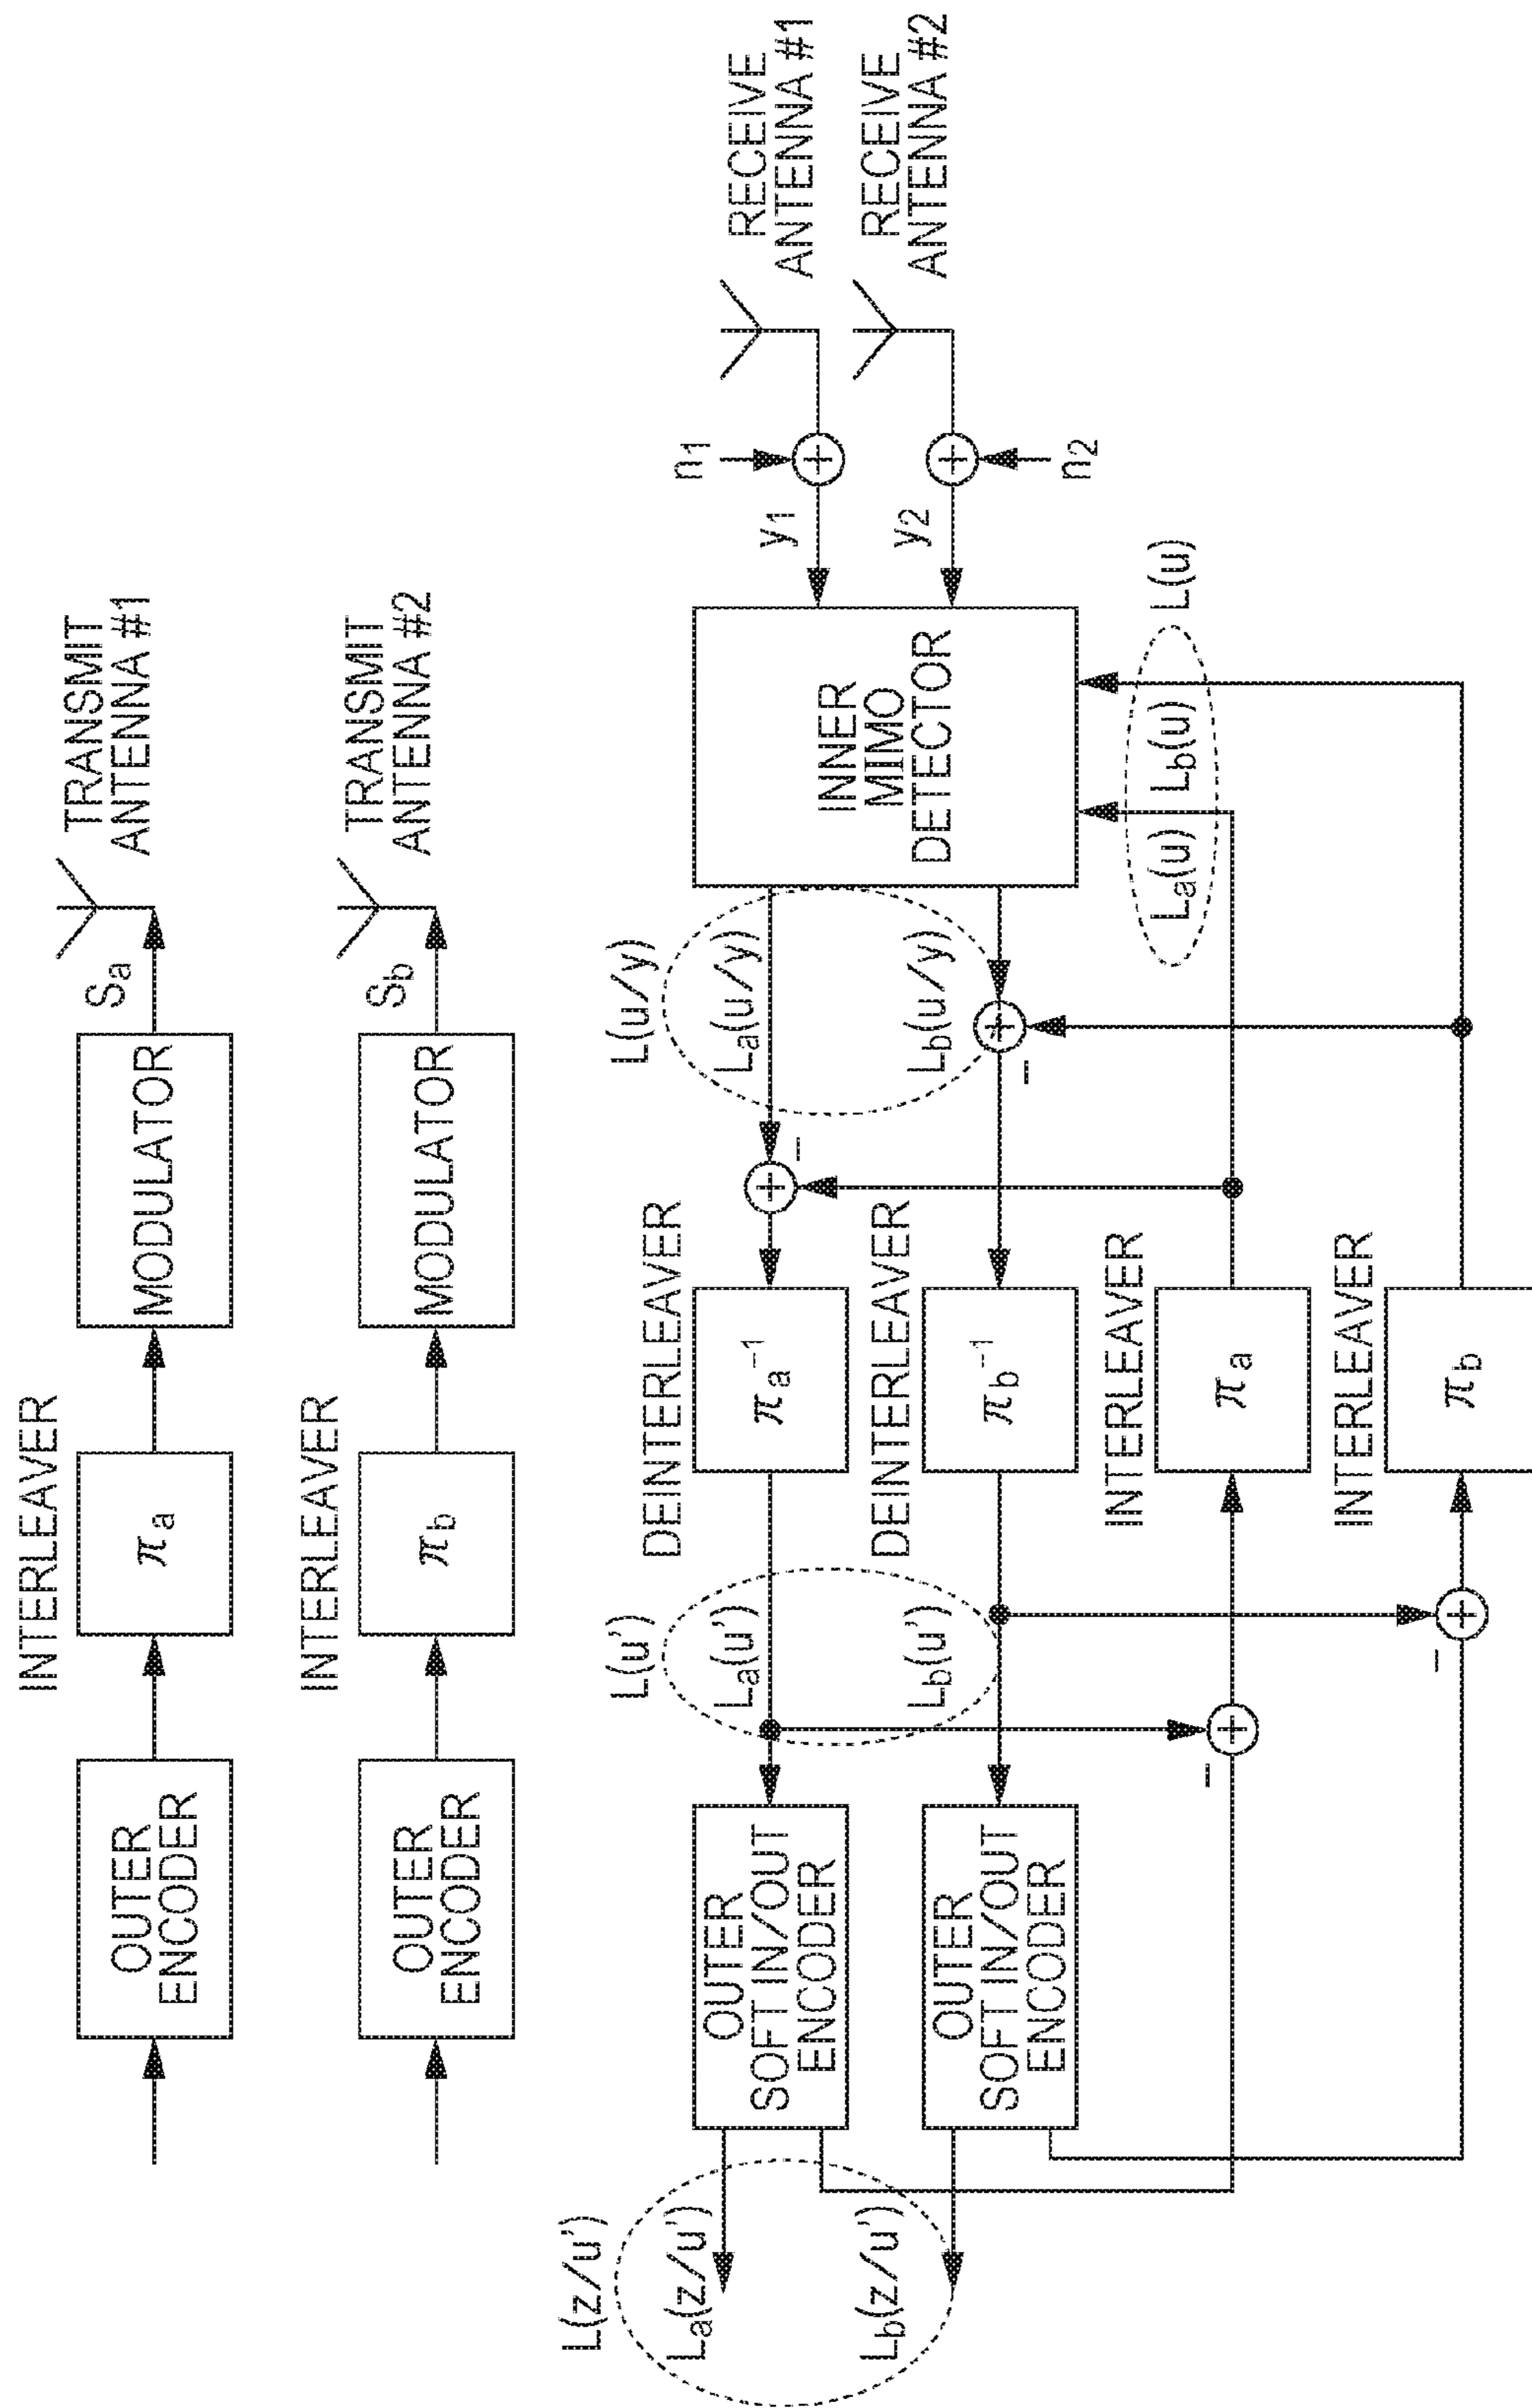 INTERLEAVER
OUTER
ENCODER
πa
MODULATOR
Sa
TRANSMIT
ANTENNA #1
INTERLEAVER
OUTER
ENCODER
πb
MODULATOR
Sb
TRANSMIT
ANTENNA #2
L(z/u')
La(z/u')
Lb(z/u')
OUTER
SOFT IN/OUT
ENCODER
OUTER
SOFT IN/OUT
ENCODER
L(u')
La(u')
Lb(u')
−
−
DEINTERLEAVER
πa⁻¹
DEINTERLEAVER
πb⁻¹
INTERLEAVER
πa
INTERLEAVER
πb
L(u/y)
La(u/y)
Lb(u/y)
−
−
INNER
MIMO
DETECTOR
La(u) Lb(u) L(u)
y1
n1
y2
n2
RECEIVE
ANTENNA #1
RECEIVE
ANTENNA #2